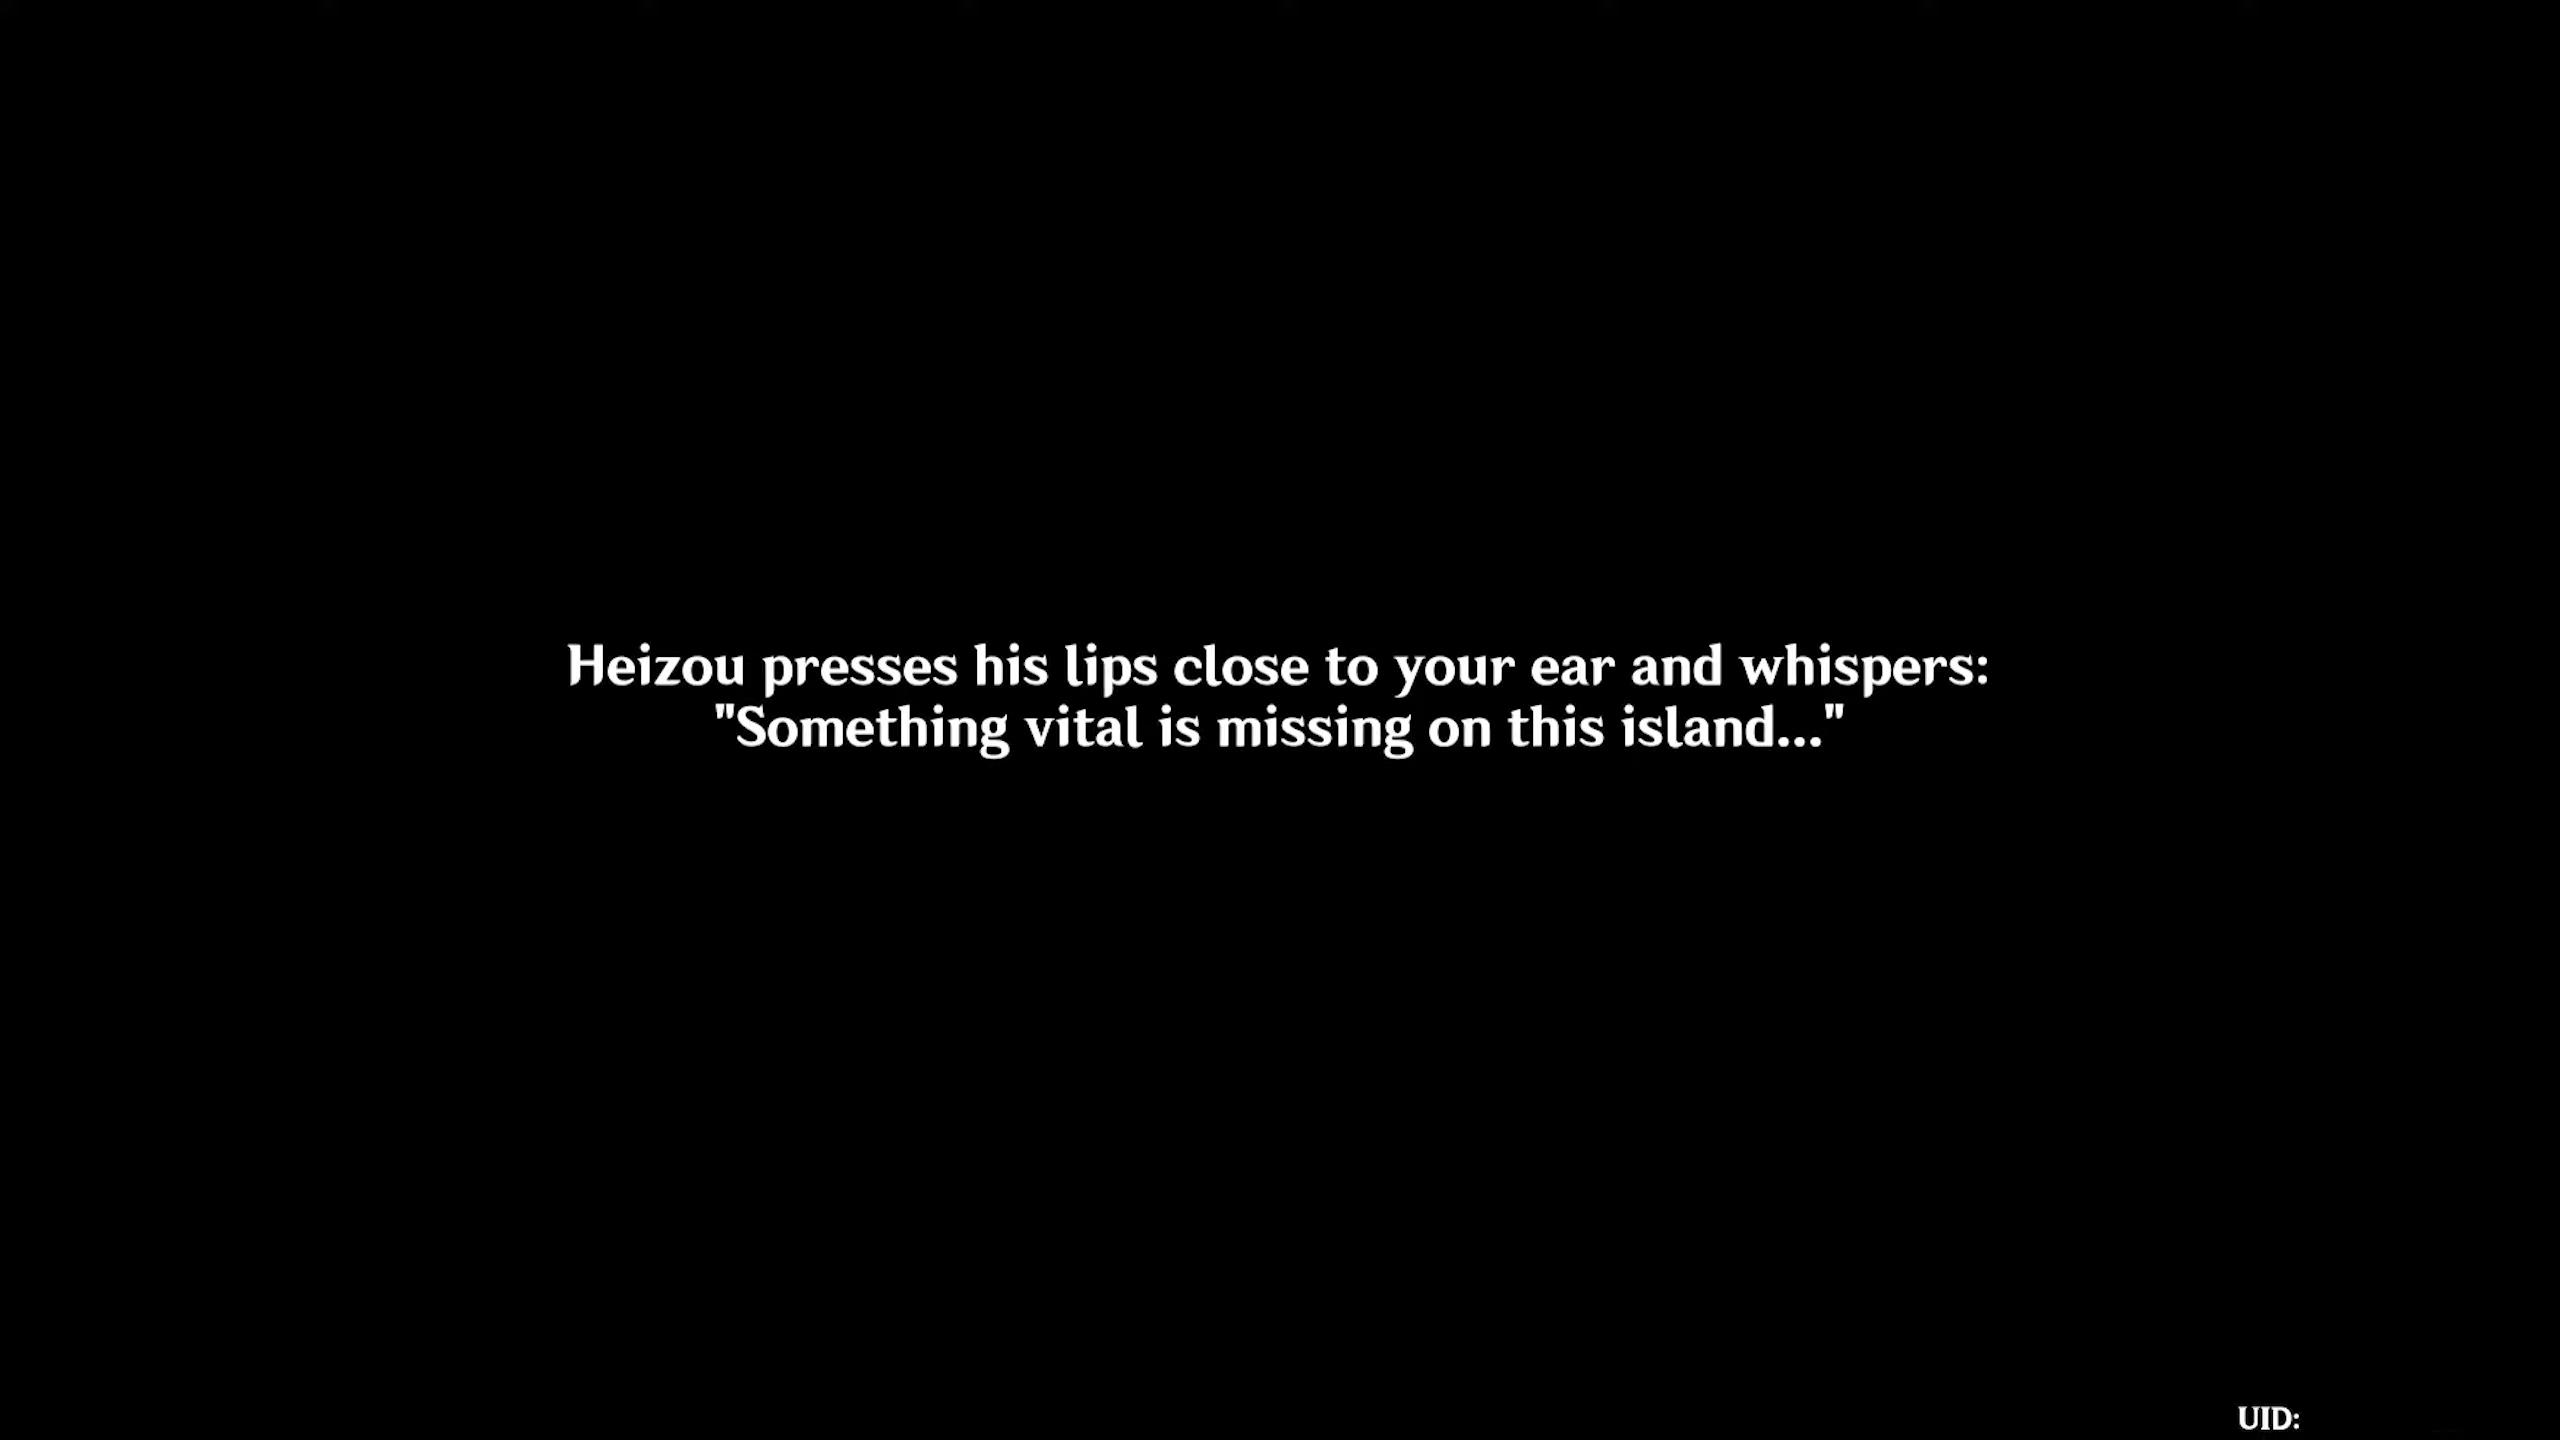 Heizou presses his lips close to your ear and whispers:
"Something vital is missing on this island..."
UID: